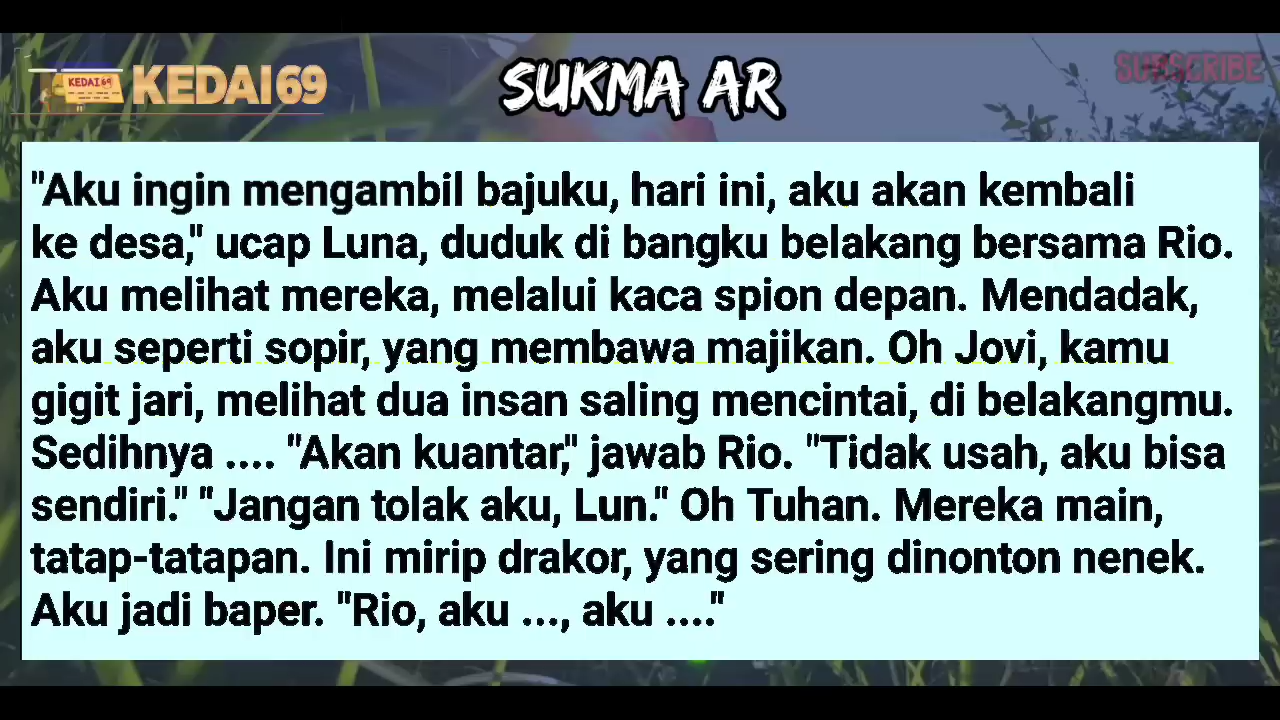 KEDAI 69
KEDAI69
SUKMA AR
SUBSCRIBE
"Aku ingin mengambil bajuku, hari ini, aku akan kembali
ke desa," ucap Luna, duduk di bangku belakang bersama Rio.
Aku melihat mereka, melalui kaca spion depan. Mendadak,
aku seperti sopir, yang membawa majikan. Oh Jovi, kamu
gigit jari, melihat dua insan saling mencintai, di belakangmu.
Sedihnya .... "Akan kuantar," jawab Rio. "Tidak usah, aku bisa
sendiri." "Jangan tolak aku, Lun." Oh Tuhan. Mereka main,
tatap-tatapan. Ini mirip drakor, yang sering dinonton nenek.
Aku jadi baper. "Rio, aku ..., aku ...."